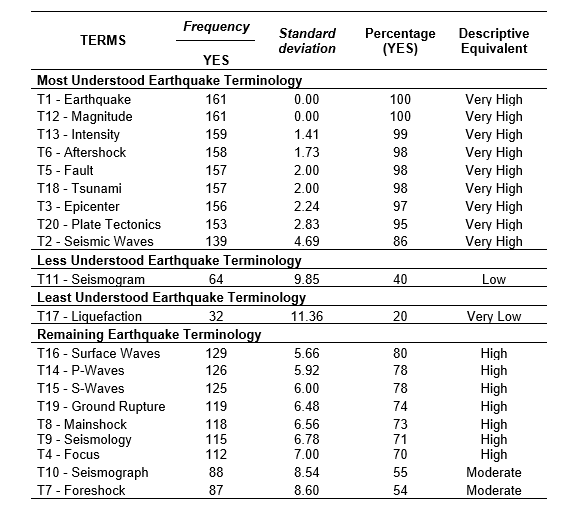 TERMS Frequency Standard deviation Percentage (YES) Descriptive Equivalent
YES
Most Understood Earthquake Terminology
T1 - Earthquake 161 0.00 100 Very High
T12 - Magnitude 161 0.00 100 Very High
T13 - Intensity 159 1.41 99 Very High
T6 - Aftershock 158 1.73 98 Very High
T5 - Fault 157 2.00 98 Very High
T18 - Tsunami 157 2.00 98 Very High
T3 - Epicenter 156 2.24 97 Very High
T20 - Plate Tectonics 153 2.83 95 Very High
T2 - Seismic Waves 139 4.69 86 Very High
Less Understood Earthquake Terminology
T11 - Seismogram 64 9.85 40 Low
Least Understood Earthquake Terminology
T17 - Liquefaction 32 11.36 20 Very Low
Remaining Earthquake Terminology
T16 - Surface Waves 129 5.66 80 High
T14 - P-Waves 126 5.92 78 High
T15 - S-Waves 125 6.00 78 High
T19 - Ground Rupture 119 6.48 74 High
T8 - Mainshock 118 6.56 73 High
T9 - Seismology 115 6.78 71 High
T4 - Focus 112 7.00 70 High
T10 - Seismograph 88 8.54 55 Moderate
T7 - Foreshock 87 8.60 54 Moderate